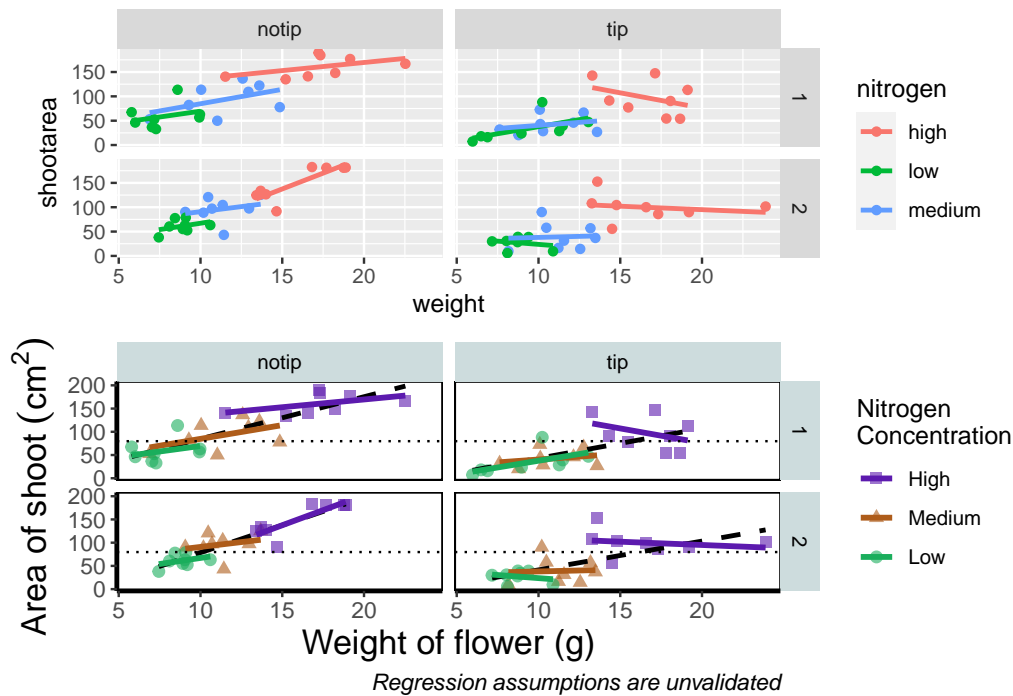 notip tip
150
100
50
0
1
150
100
50
0
2
shootarea
5 10 15 20 5 10 15 20
weight
nitrogen
high
low
medium
notip tip
200
150
100
50
0
1
200
150
100
50
0
2
Area of shoot (cm²)
5 10 15 20 5 10 15 20
Weight of flower (g)
Regression assumptions are unvalidated
Nitrogen
Concentration
High
Medium
Low